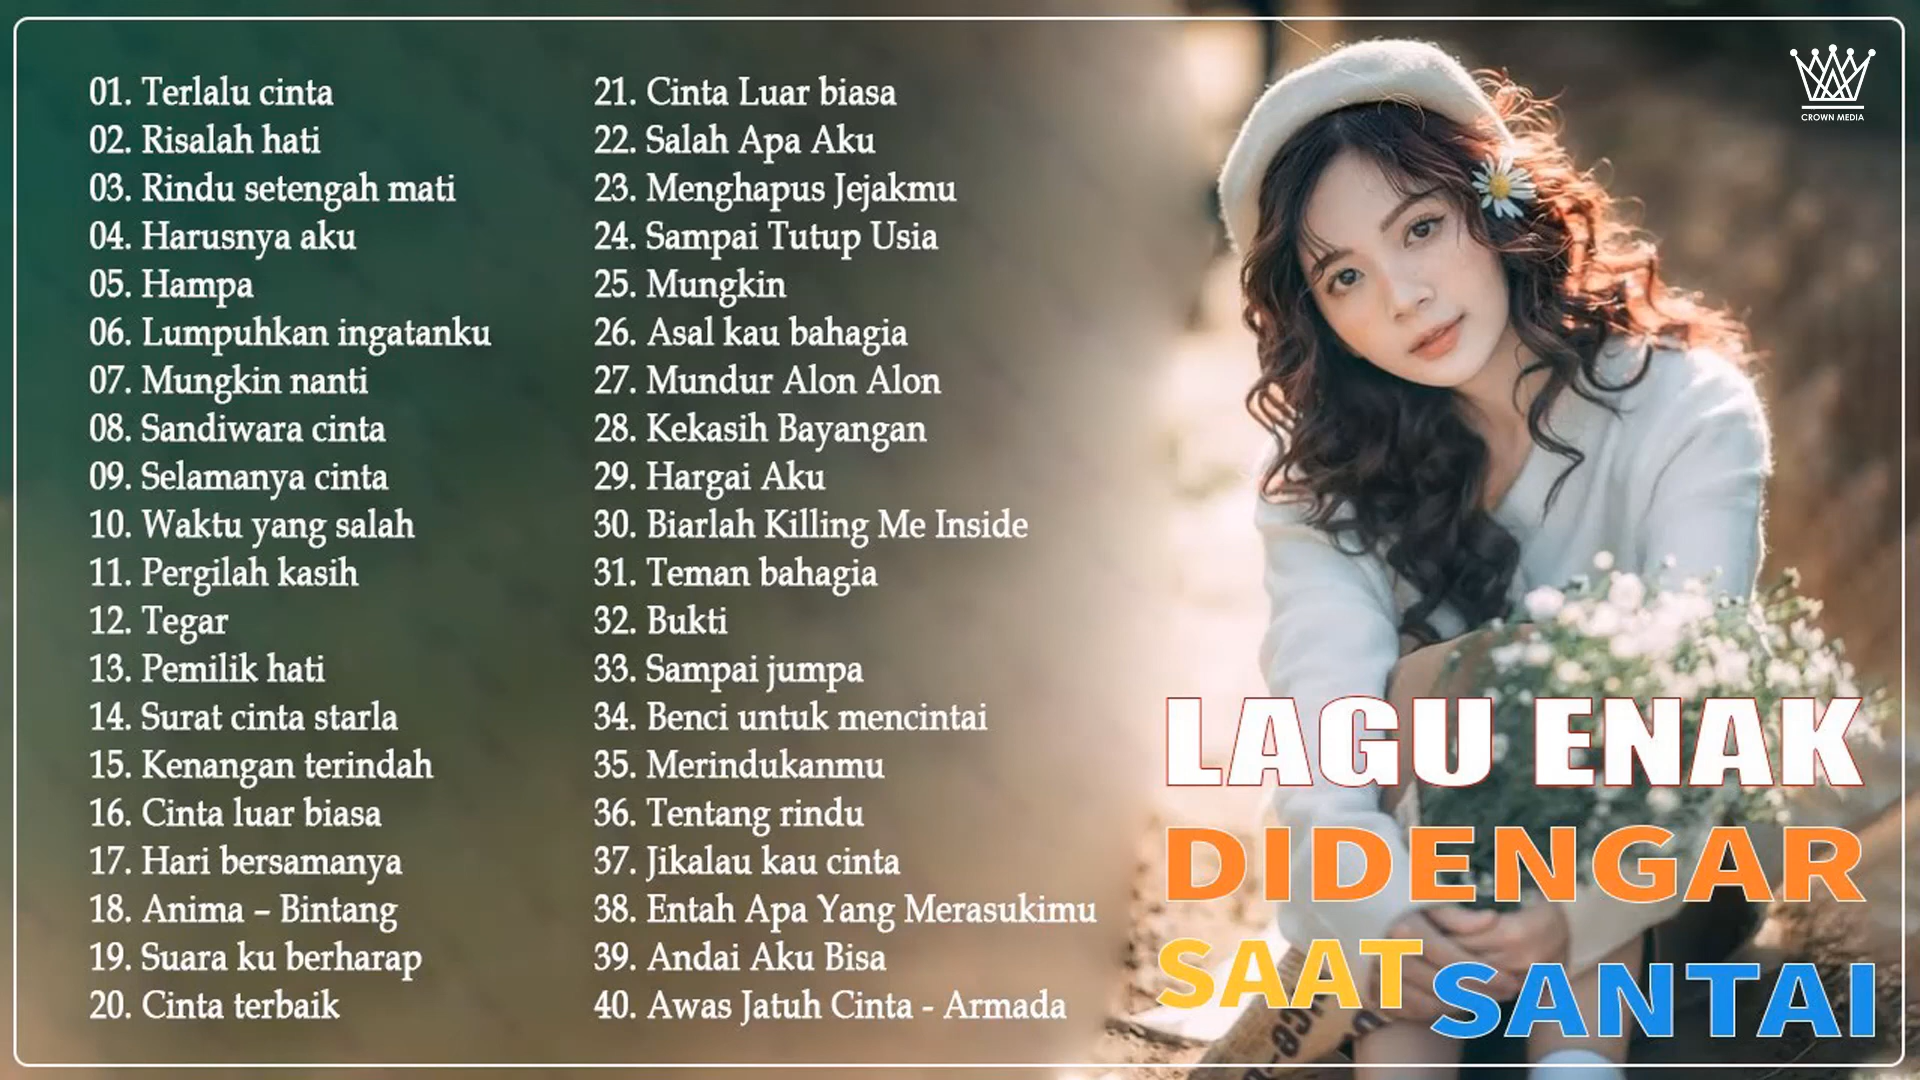 01. Terlalu cinta
02. Risalah hati
03. Rindu setengah mati
04. Harusnya aku
05. Hampa
06. Lumpuhkan ingatanku
07. Mungkin nanti
08. Sandiwara cinta
09. Selamanya cinta
10. Waktu yang salah
11. Pergilah kasih
12. Tegar
13. Pemilik hati
14. Surat cinta starla
15. Kenangan terindah
16. Cinta luar biasa
17. Hari bersamanya
18. Anima – Bintang
19. Suara ku berharap
20. Cinta terbaik
21. Cinta Luar biasa
22. Salah Apa Aku
23. Menghapus Jejakmu
24. Sampai Tutup Usia
25. Mungkin
26. Asal kau bahagia
27. Mundur Alon Alon
28. Kekasih Bayangan
29. Hargai Aku
30. Biarlah Killing Me Inside
31. Teman bahagia
32. Bukti
33. Sampai jumpa
34. Benci untuk mencintai
35. Merindukanmu
36. Tentang rindu
37. Jikalau kau cinta
38. Entah Apa Yang Merasukimu
39. Andai Aku Bisa
40. Awas Jatuh Cinta - Armada
CROWN MEDIA
LAGU ENAK
DIDENGAR
SAAT SANTAI